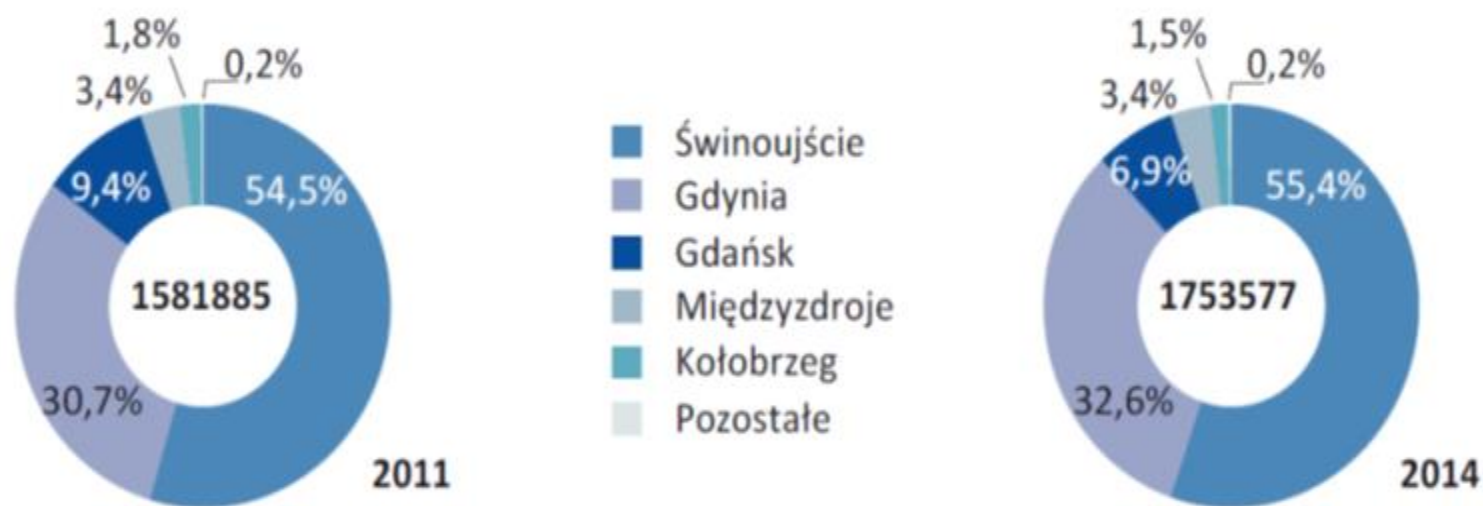 1,8%
0,2%
3,4%
9,4%
54,5%
1581885
30,7%
2011
Świnoujście
Gdynia
Gdańsk
Międzyzdroje
Kołobrzeg
Pozostałe
1,5%
0,2%
3,4%
6,9%
55,4%
1753577
32,6%
2014